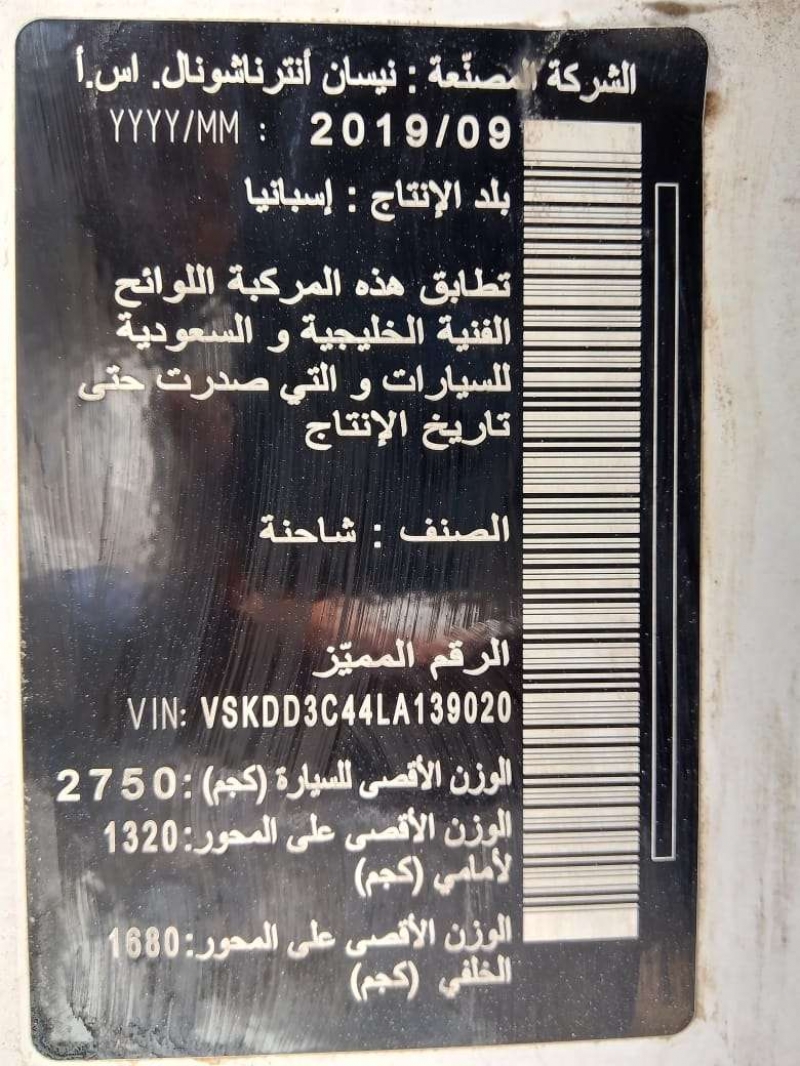 الشركة المصنّعة : نيسان أنترناشونال. اس.أ
YYYY/MM : 2019/09
بلد الإنتاج : إسبانيا
تطابق هذه المركبة اللوائح
الفنية الخليجية و السعودية
للسيارات و التي صدرت حتى
تاريخ الإنتاج
الصنف : شاحنة
الرقم المميّز
VIN: VSKDD3C44LA139020
الوزن الأقصى للسيارة (كجم):2750
الوزن الأقصى على المحور:1320
لأمامي (كجم)
الوزن الأقصى على المحور:1680
الخلفي (كجم)